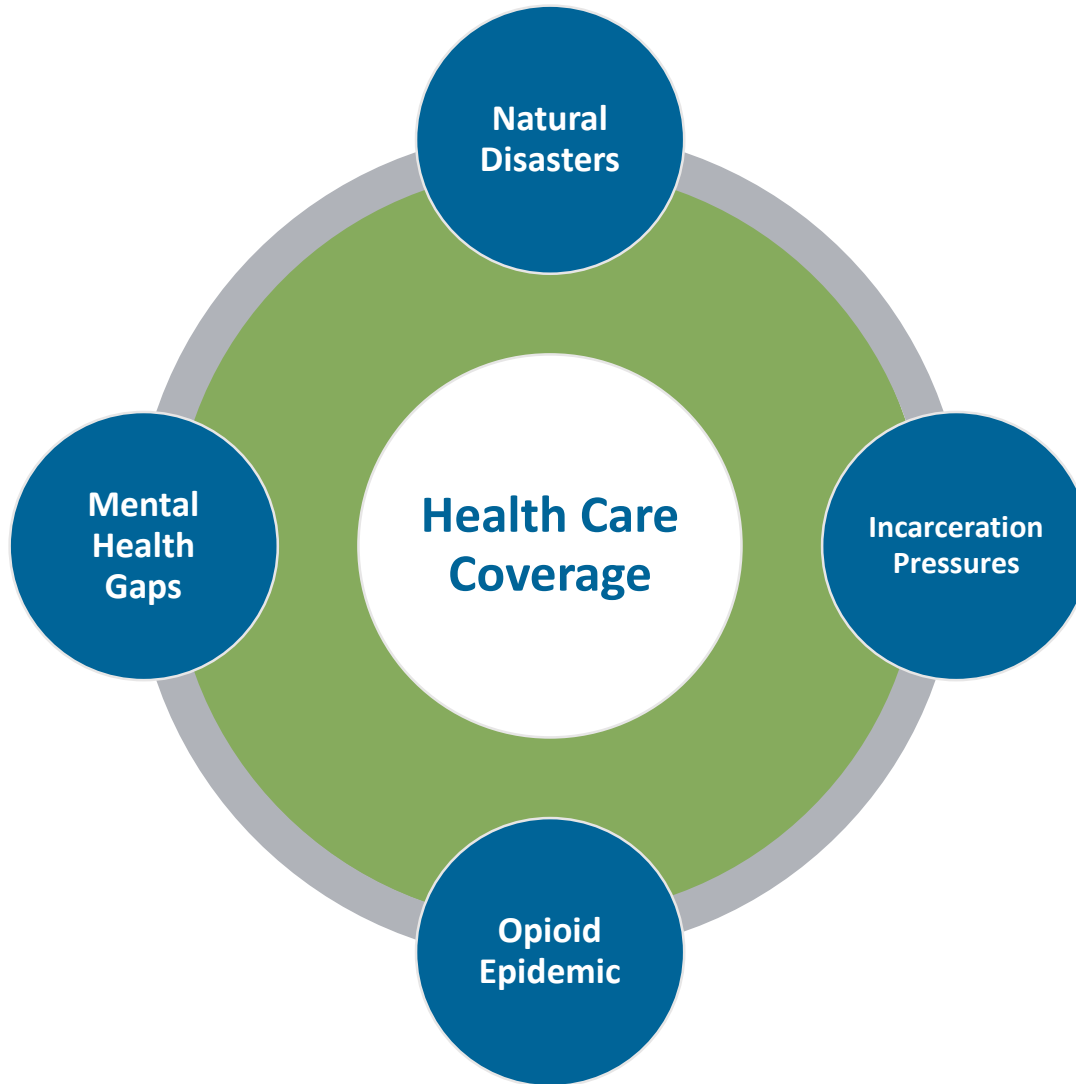 Natural
Disasters
Mental
Health
Gaps
Health Care
Coverage
Incarceration
Pressures
Opioid
Epidemic